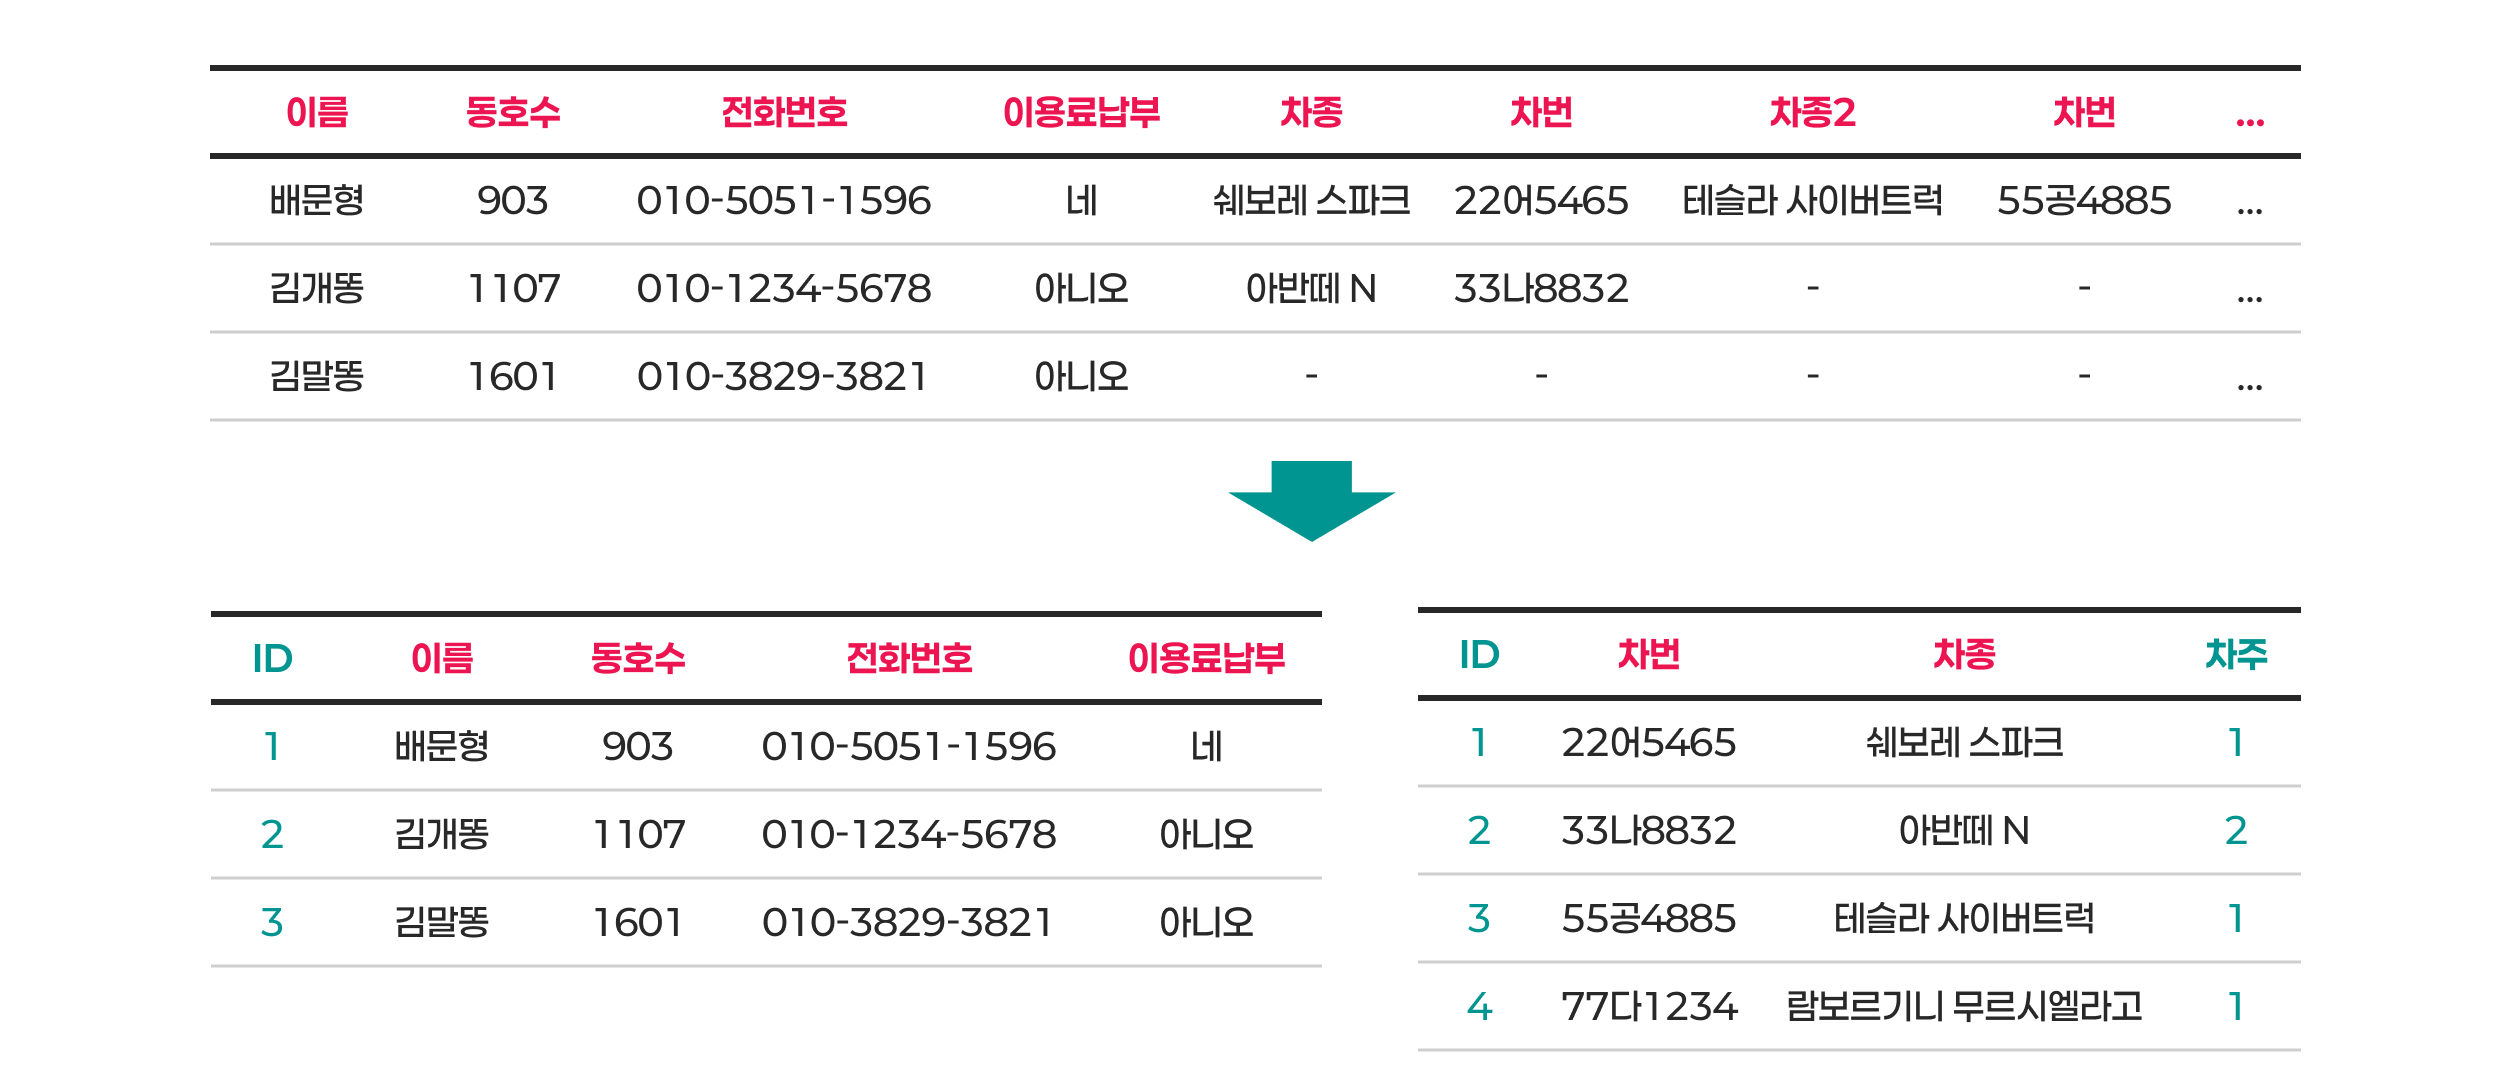 이름 동호수 전화번호 이용료납부 차종 차번 차종2 차번 ...
배문형 903 010-5051-1596 네 쉐보레 스파크 220어5465 테슬라 사이버트럭 55공4885 ...
김개똥 1107 010-1234-5678 아니오 아반떼 N 33나8832 - - ...
김말똥 1601 010-3829-3821 아니오 - - - - ...
ID 이름 동호수 전화번호 이용료납부
1 배문형 903 010-5051-1596 네
2 김개똥 1107 010-1234-5678 아니오
3 김말똥 1601 010-3829-3821 아니오
ID 차번 차종 차주
1 220어5465 쉐보레 스파크 1
2 33나8832 아반떼 N 2
3 55공4885 테슬라 사이버트럭 1
4 77다1234 람보르기니 무르시엘라고 1